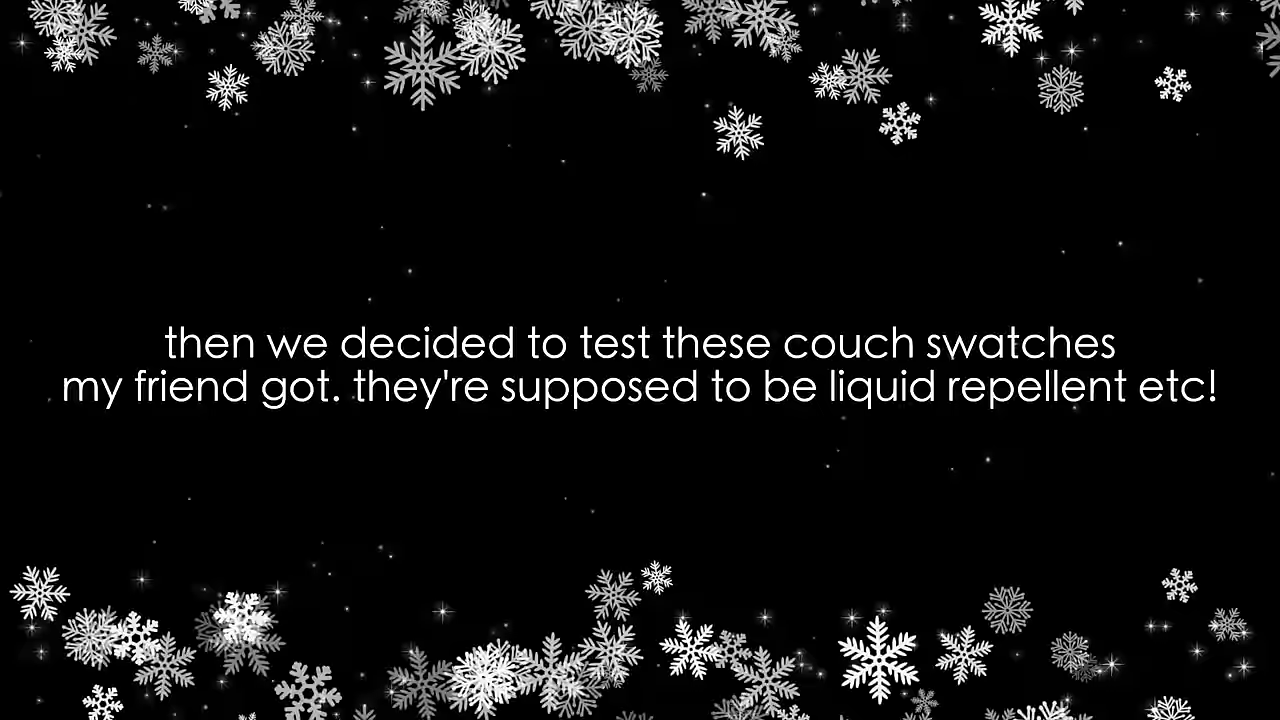 then we decided to test these couch swatches
my friend got. they're supposed to be liquid repellent etc!